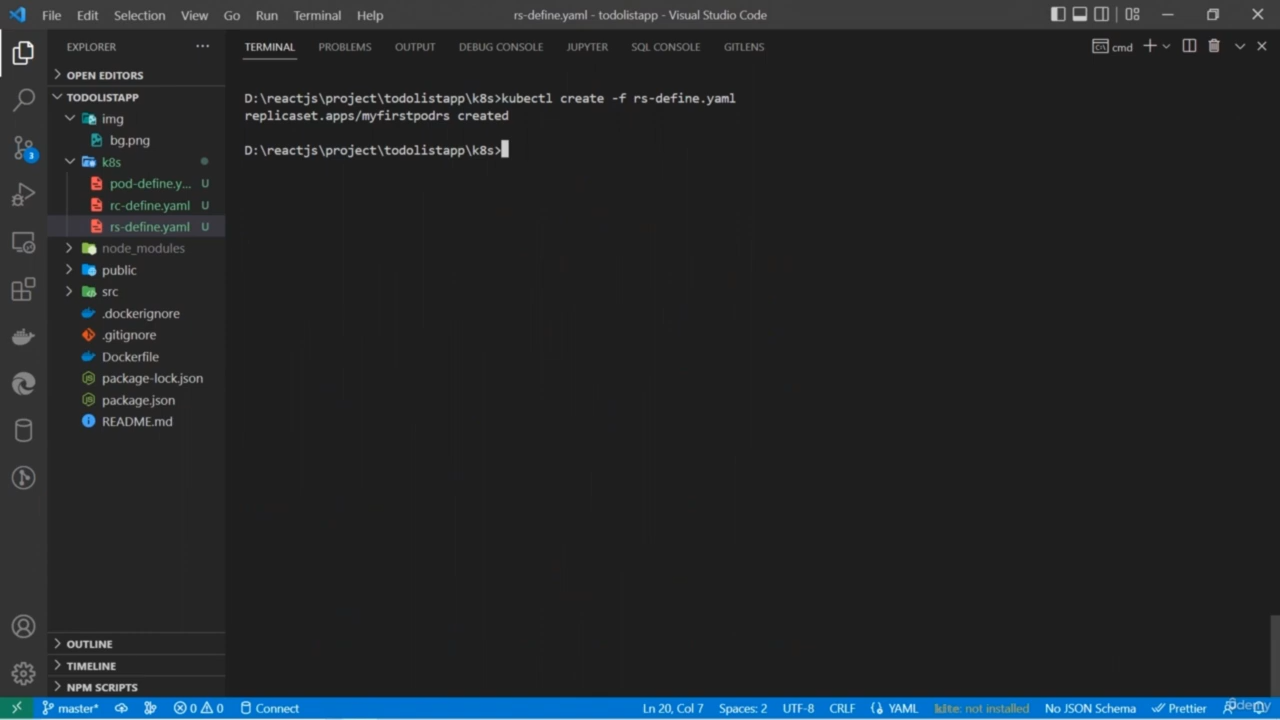 File Edit Selection View Go Run Terminal Help rs-define.yaml - todolistapp - Visual Studio Code
EXPLORER
TERMINAL PROBLEMS OUTPUT DEBUG CONSOLE JUPYTER SQL CONSOLE GITLENS
cmd
OPEN EDITORS
TODOLISTAPP
img
bg.png
k8s
pod-define.y... U
rc-define.yaml U
rs-define.yaml U
node_modules
public
src
.dockerignore
.gitignore
Dockerfile
package-lock.json
package.json
README.md
3
D:\reactjs\project\todolistapp\k8s>kubectl create -f rs-define.yaml
replicaset.apps/myfirstpodrs created
D:\reactjs\project\todolistapp\k8s>
OUTLINE
TIMELINE
NPM SCRIPTS
master* 0 0 Connect
Ln 20, Col 7 Spaces: 2 UTF-8 CRLF YAML not installed No JSON Schema Prettier
Udemy